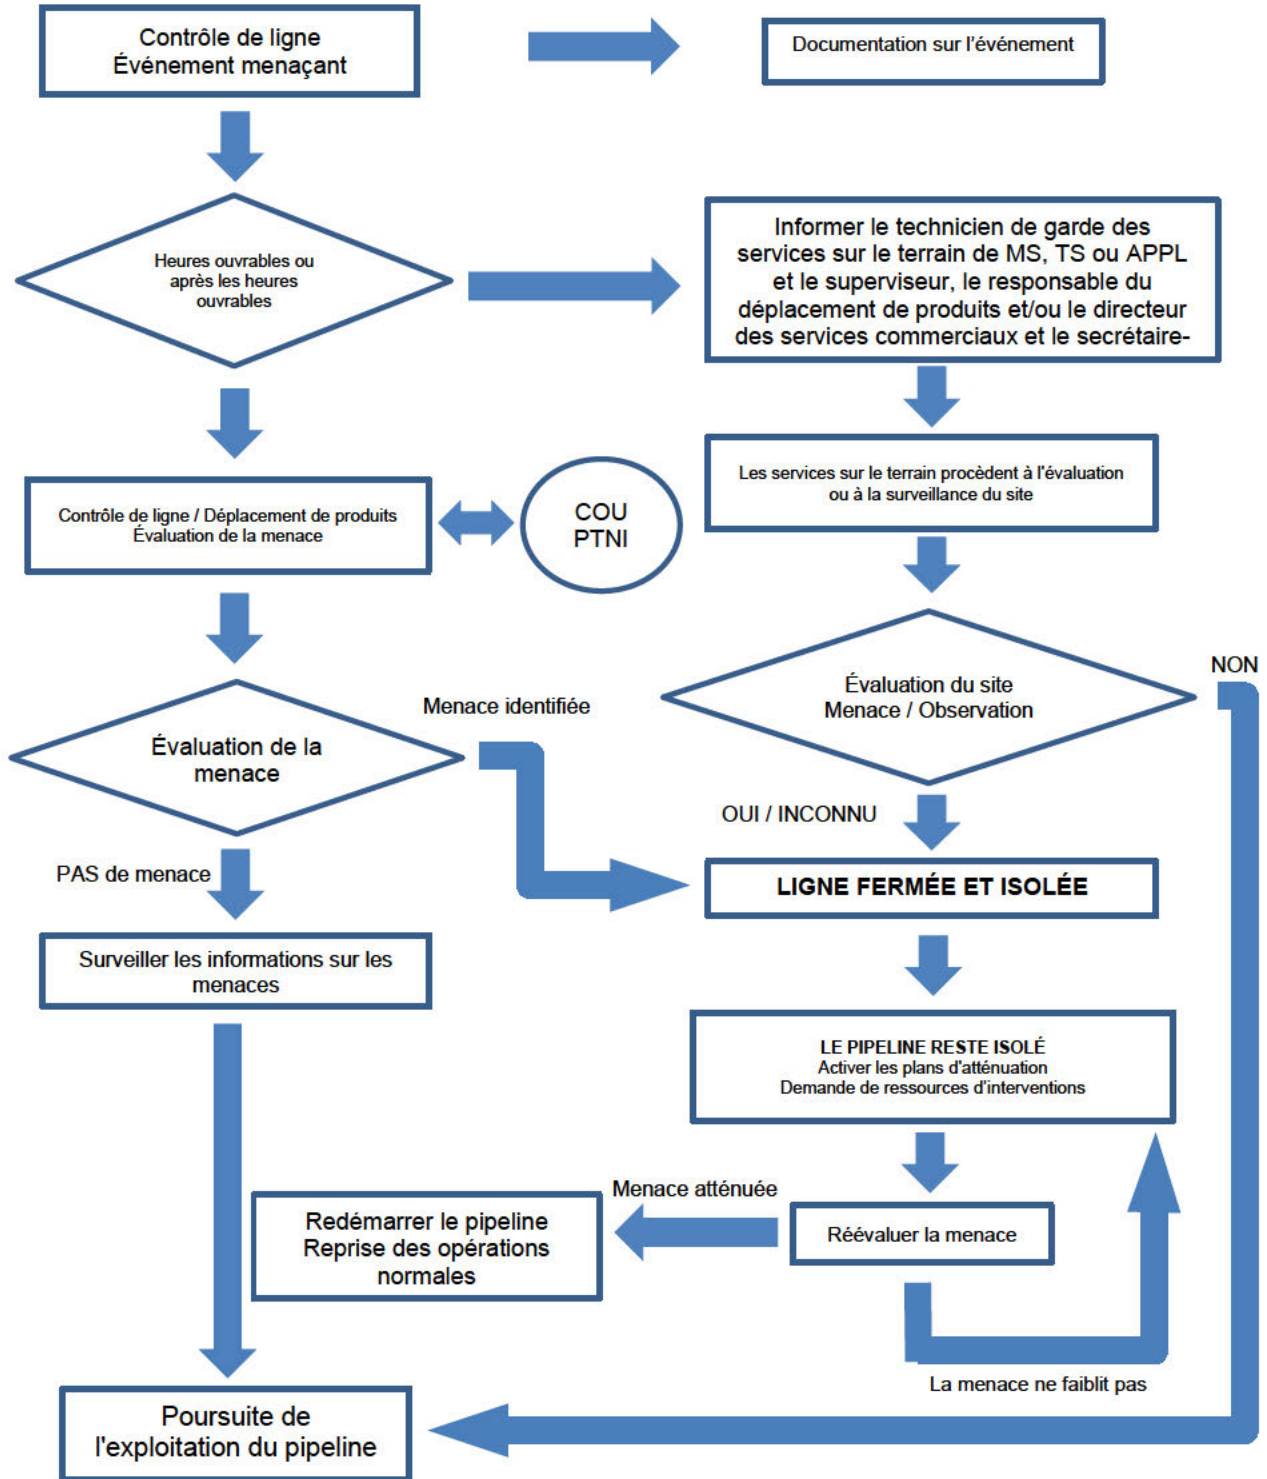 Contrôle de ligne
Événement menaçant
Documentation sur l'événement
Heures ouvrables ou
après les heures
ouvrables
Informer le technicien de garde des
services sur le terrain de MS, TS ou APPL
et le superviseur, le responsable du
déplacement de produits et/ou le directeur
des services commerciaux et le secrétaire-
Contrôle de ligne / Déplacement de produits
Évaluation de la menace
COU
PTNI
Les services sur le terrain procèdent à l'évaluation
ou à la surveillance du site
Évaluation de la
menace
Menace identifiée
Évaluation du site
Menace / Observation
NON
OUI / INCONNU
PAS de menace
LIGNE FERMÉE ET ISOLÉE
Surveiller les informations sur les
menaces
LE PIPELINE RESTE ISOLÉ
Activer les plans d'atténuation
Demande de ressources d'interventions
Menace atténuée
Réévaluer la menace
Redémarrer le pipeline
Reprise des opérations
normales
La menace ne faiblit pas
Poursuite de
l'exploitation du pipeline